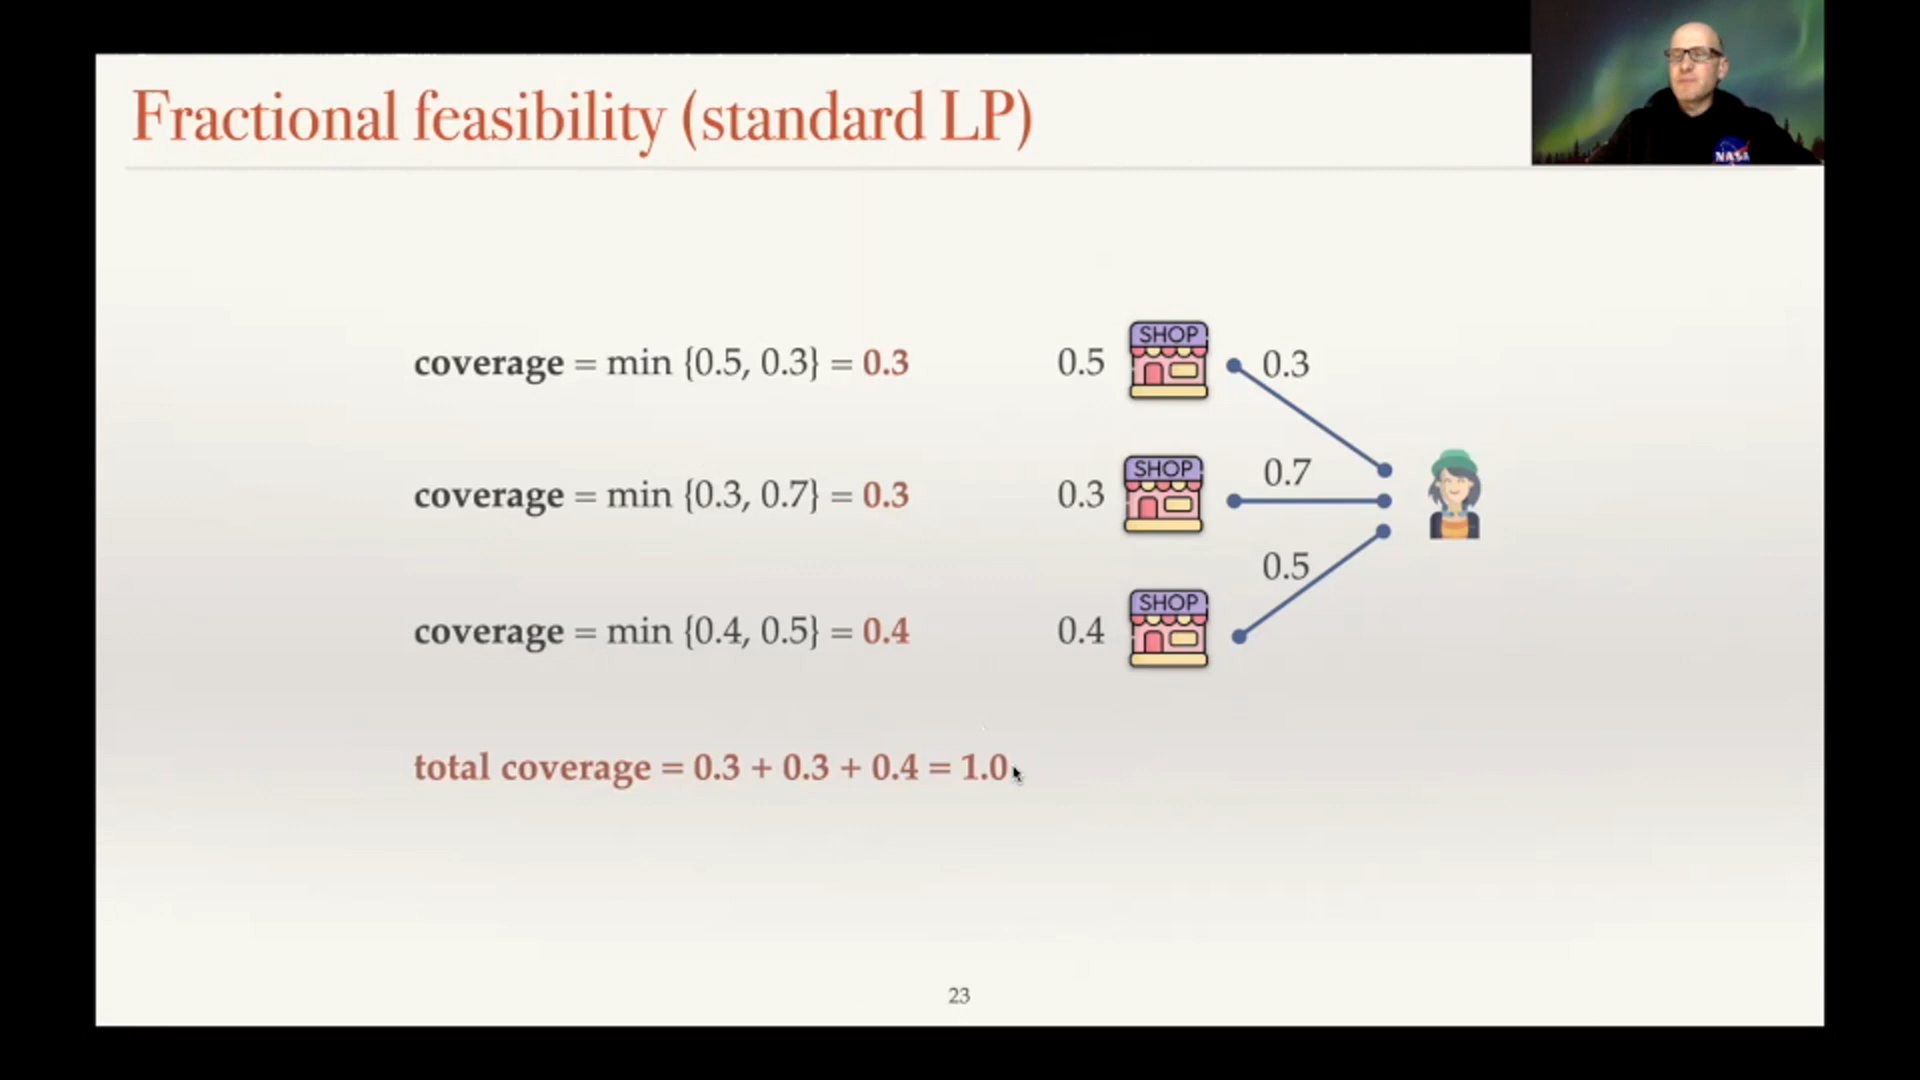 Fractional feasibility (standard LP)
NASA
coverage = min {0.5, 0.3} = 0.3
0.5
SHOP
0.3
coverage = min {0.3, 0.7} = 0.3
0.3
SHOP
0.7
0.5
coverage = min {0.4, 0.5} = 0.4
0.4
SHOP
total coverage = 0.3 + 0.3 + 0.4 = 1.0
23